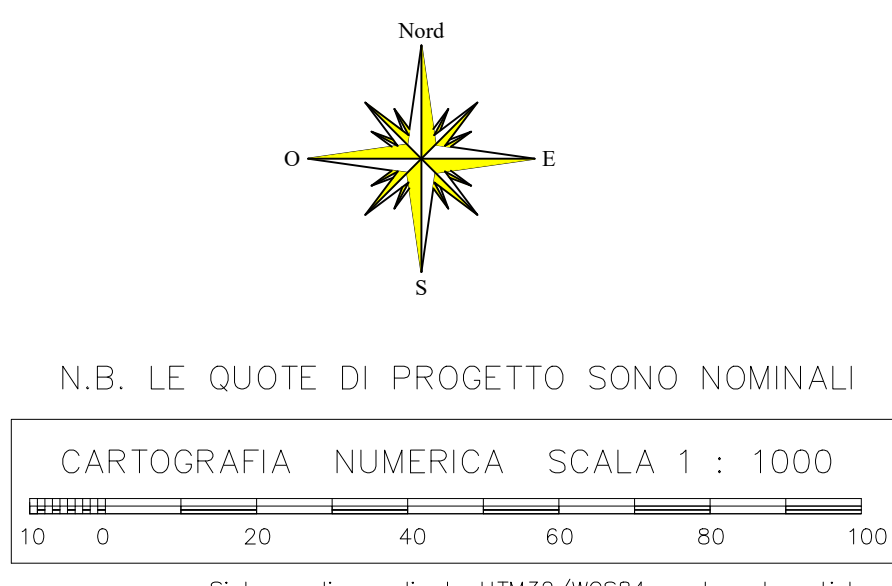 Nord
O E
S
N.B. LE QUOTE DI PROGETTO SONO NOMINALI
CARTOGRAFIA NUMERICA SCALA 1 : 1000
10 0 20 40 60 80 100